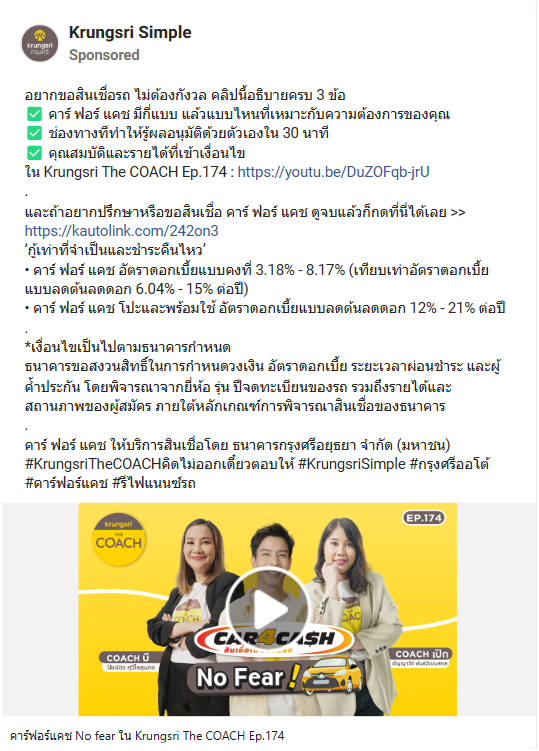 Krungsri Simple
krungsri
กรุงศรี
Sponsored
อยากขอสินเชื่อรถ ไม่ต้องกังวล คลิปนี้อธิบายครบ 3 ข้อ
✅ คาร์ ฟอร์ แคช มีกี่แบบ แล้วแบบไหนที่เหมาะกับความต้องการของคุณ
✅ ช่องทางที่ทำให้รู้ผลอนุมัติด้วยตัวเองใน 30 นาที
✅ คุณสมบัติและรายได้ที่เข้าเงื่อนไข
ใน Krungsri The COACH Ep.174 : https://youtu.be/DuZOFqb-jrU
.
และถ้าอยากปรึกษาหรือขอสินเชื่อ คาร์ ฟอร์ แคช ดูจบแล้วก็กดที่นี่ได้เลย >>
https://kautolink.com/242on3
‘กู้เท่าที่จำเป็นและชำระคืนไหว’
• คาร์ ฟอร์ แคช อัตราดอกเบี้ยแบบคงที่ 3.18% - 8.17% (เทียบเท่าอัตราดอกเบี้ย
แบบลดต้นลดดอก 6.04% - 15% ต่อปี)
• คาร์ ฟอร์ แคช โปะและพร้อมใช้ อัตราดอกเบี้ยแบบลดต้นลดดอก 12% - 21% ต่อปี
.
*เงื่อนไขเป็นไปตามธนาคารกำหนด
ธนาคารขอสงวนสิทธิ์ในการกำหนดวงเงิน อัตราดอกเบี้ย ระยะเวลาผ่อนชำระ และผู้
ค้ำประกัน โดยพิจารณาจากยี่ห้อ รุ่น ปีจดทะเบียนของรถ รวมถึงรายได้และ
สถานภาพของผู้สมัคร ภายใต้หลักเกณฑ์การพิจารณาสินเชื่อของธนาคาร
.
คาร์ ฟอร์ แคช ให้บริการสินเชื่อโดย ธนาคารกรุงศรีอยุธยา จำกัด (มหาชน)
#KrungsriTheCOACHคิดไม่ออกเดี๋ยวตอบให้ #KrungsriSimple #กรุงศรีออโต้
#คาร์ฟอร์แคช #รีไฟแนนซ์รถ
krungsri
THE
COACH
EP.174
CAR4CASH
COACH บี
ปิยฉัตร สุวิไลสุนทร
COACH เป๊ก
No Fear!
คาร์ฟอร์แคช No fear ใน Krungsri The COACH Ep.174